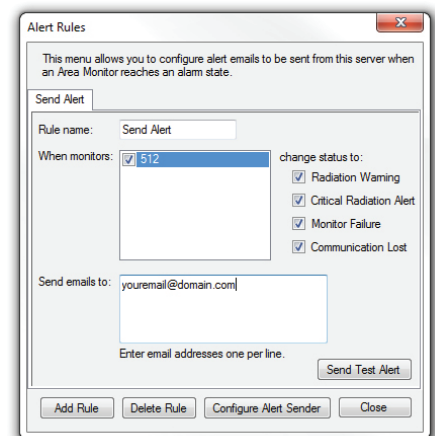 Alert Rules
This menu allows you to configure alert emails to be sent from this server when
an Area Monitor reaches an alarm state.
Send Alert
Rule name: Send Alert
When monitors: 512 change status to:
Radiation Warning
Critical Radiation Alert
Monitor Failure
Communication Lost
Send emails to: youremail@domain.com
Enter email addresses one per line.
Send Test Alert
Add Rule Delete Rule Configure Alert Sender Close